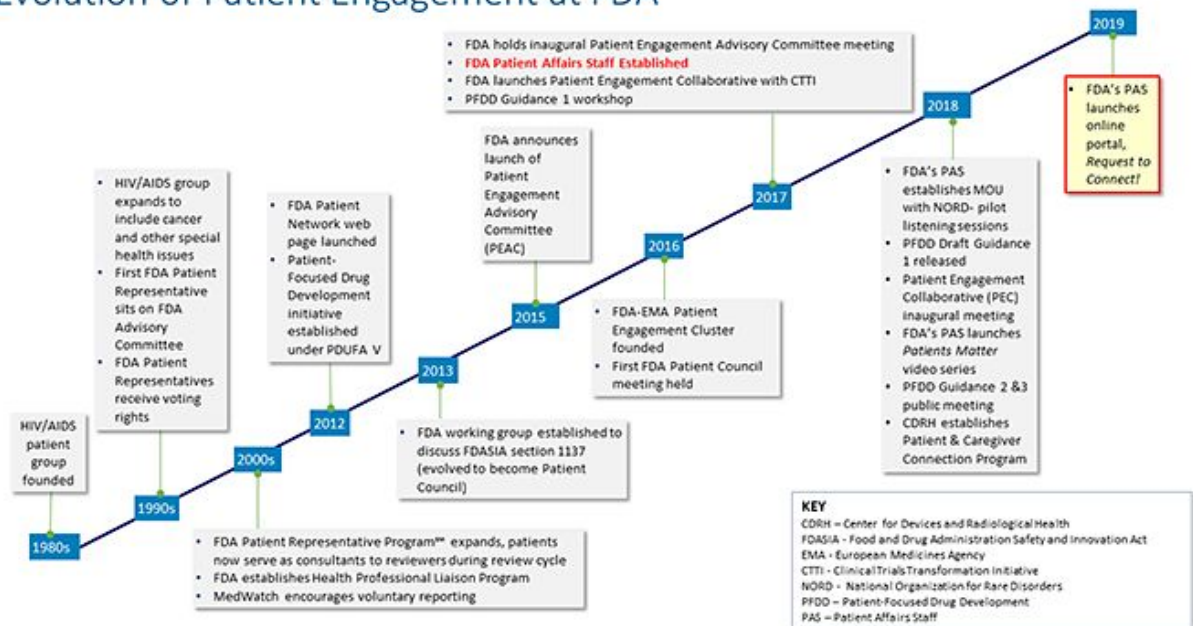 Evolution of Patient Engagement at FDA
2019
• FDA's PAS
launches
online
portal,
Request to
Connect!
• FDA holds inaugural Patient Engagement Advisory Committee meeting
• FDA Patient Affairs Staff Established
• FDA launches Patient Engagement Collaborative with CTTI
• PFDD Guidance 1 workshop
2018
• FDA's PAS
establishes MOU
with NORD- pilot
listening sessions
• PFDD Draft Guidance
1 released
• Patient Engagement
Collaborative (PEC)
inaugural meeting
• FDA's PAS launches
Patients Matter
video series
• PFDD Guidance 2 &3
public meeting
• CDRH establishes
Patient & Caregiver
Connection Program
2017
FDA announces
launch of
Patient
Engagement
Advisory
Committee
(PEAC)
2016
• FDA-EMA Patient
Engagement Cluster
founded
• First FDA Patient Council
meeting held
2015
• FDA Patient
Network web
page launched
• Patient-
Focused Drug
Development
initiative
established
under PDUFA V
2013
• FDA working group established to
discuss FDASIA section 1137
(evolved to become Patient
Council)
2012
• HIV/AIDS group
expands to
include cancer
and other special
health issues
• First FDA Patient
Representative
sits on FDA
Advisory
Committee
• FDA Patient
Representatives
receive voting
rights
2000s
• FDA Patient Representative Program** expands, patients
now serve as consultants to reviewers during review cycle
• FDA establishes Health Professional Liaison Program
• MedWatch encourages voluntary reporting
1990s
HIV/AIDS
patient
group
founded
1980s
KEY
CDRH – Center for Devices and Radiological Health
FDASIA - Food and Drug Administration Safety and Innovation Act
EMA - European Medicines Agency
CTTI - Clinical Trials Transformation Initiative
NORD - National Organization for Rare Disorders
PFDD – Patient-Focused Drug Development
PAS – Patient Affairs Staff